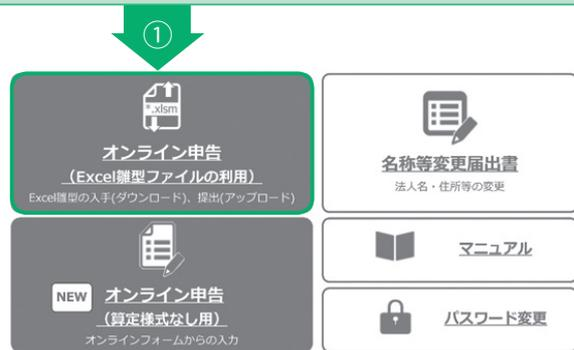 ①
*.xlsm
オンライン申告
(Excel雛型ファイルの利用)
Excel雛型の入手(ダウンロード)、提出(アップロード)
名称等変更届出書
法人名・住所等の変更
NEW
オンライン申告
(算定様式なし用)
オンラインフォームからの入力
マニュアル
パスワード変更